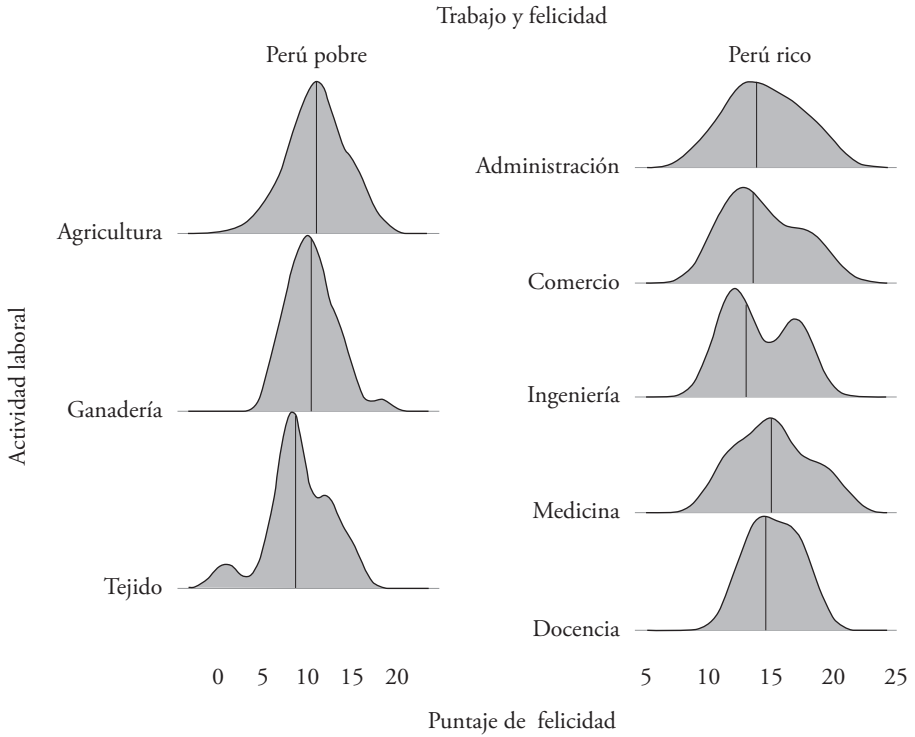 Trabajo y felicidad
Perú pobre
Perú rico
Actividad laboral
Agricultura
Ganadería
Tejido
0 5 10 15 20
Administración
Comercio
Ingeniería
Medicina
Docencia
5 10 15 20 25
Puntaje de felicidad